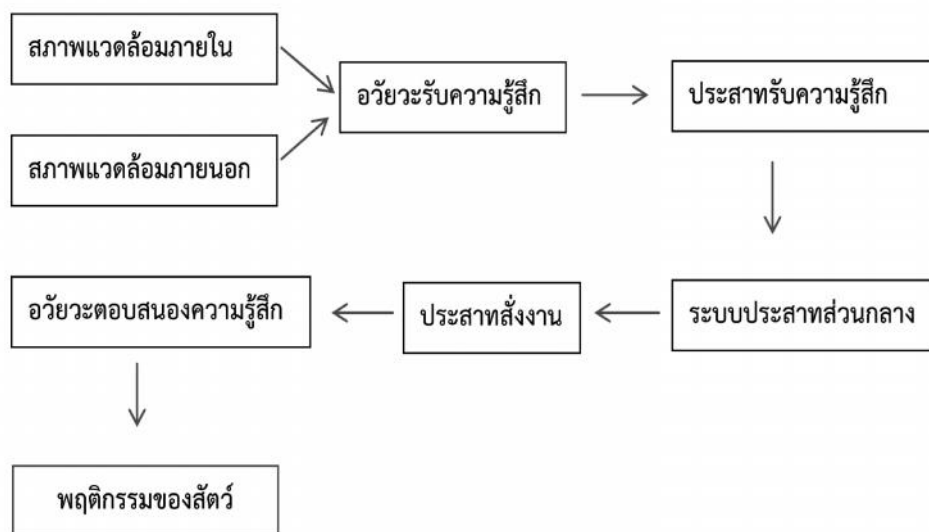 สภาพแวดล้อมภายใน
สภาพแวดล้อมภายนอก
อวัยวะรับความรู้สึก
ประสาทรับความรู้สึก
ระบบประสาทส่วนกลาง
ประสาทสั่งงาน
อวัยวะตอบสนองความรู้สึก
พฤติกรรมของสัตว์